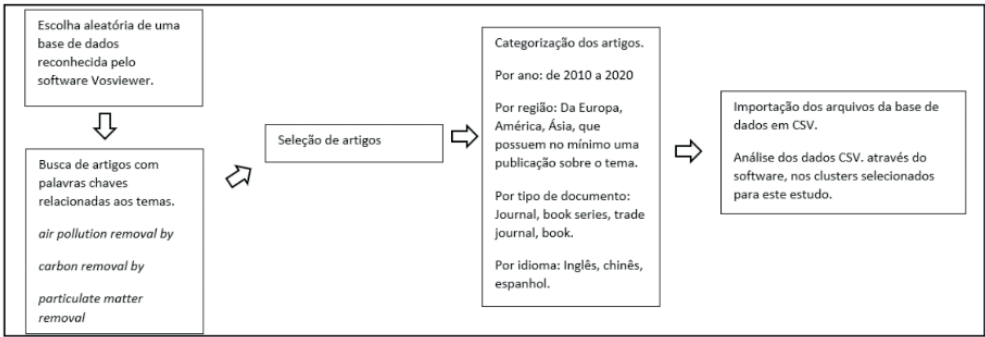 Escolha aleatória de uma
base de dados
reconhecida pelo
software Vosviewer.
Busca de artigos com
palavras chaves
relacionadas aos temas.
air pollution removal by
carbon removal by
particulate matter
removal
Seleção de artigos
Categorização dos artigos.
Por ano: de 2010 a 2020
Por região: Da Europa,
América, Ásia, que
possuem no mínimo uma
publicação sobre o tema.
Por tipo de documento:
Journal, book series, trade
journal, book.
Por idioma: Inglês, chinês,
espanhol.
Importação dos arquivos da base de
dados em CSV.
Análise dos dados CSV. através do
software, nos clusters selecionados
para este estudo.